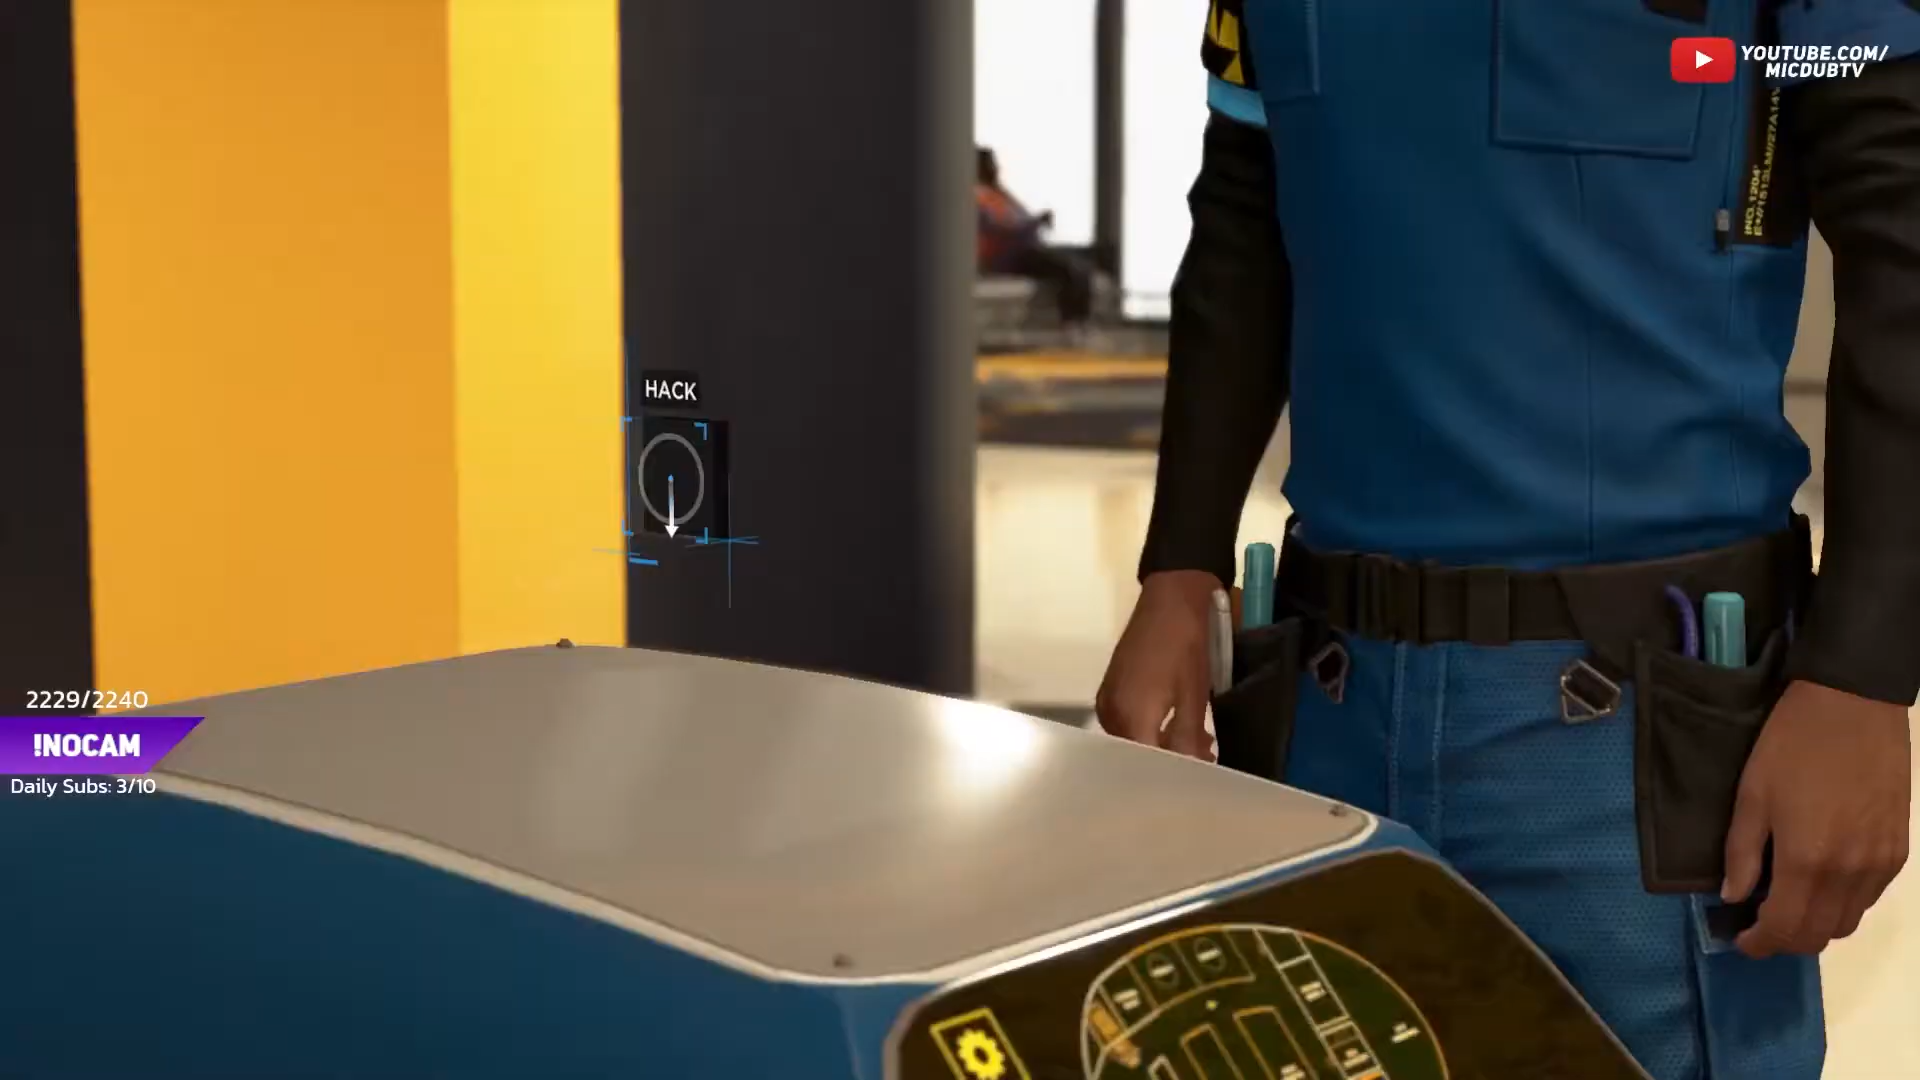 YOUTUBE.COM/
MICDUBTV
HACK
2229/2240
!NOCAM
Daily Subs: 3/10